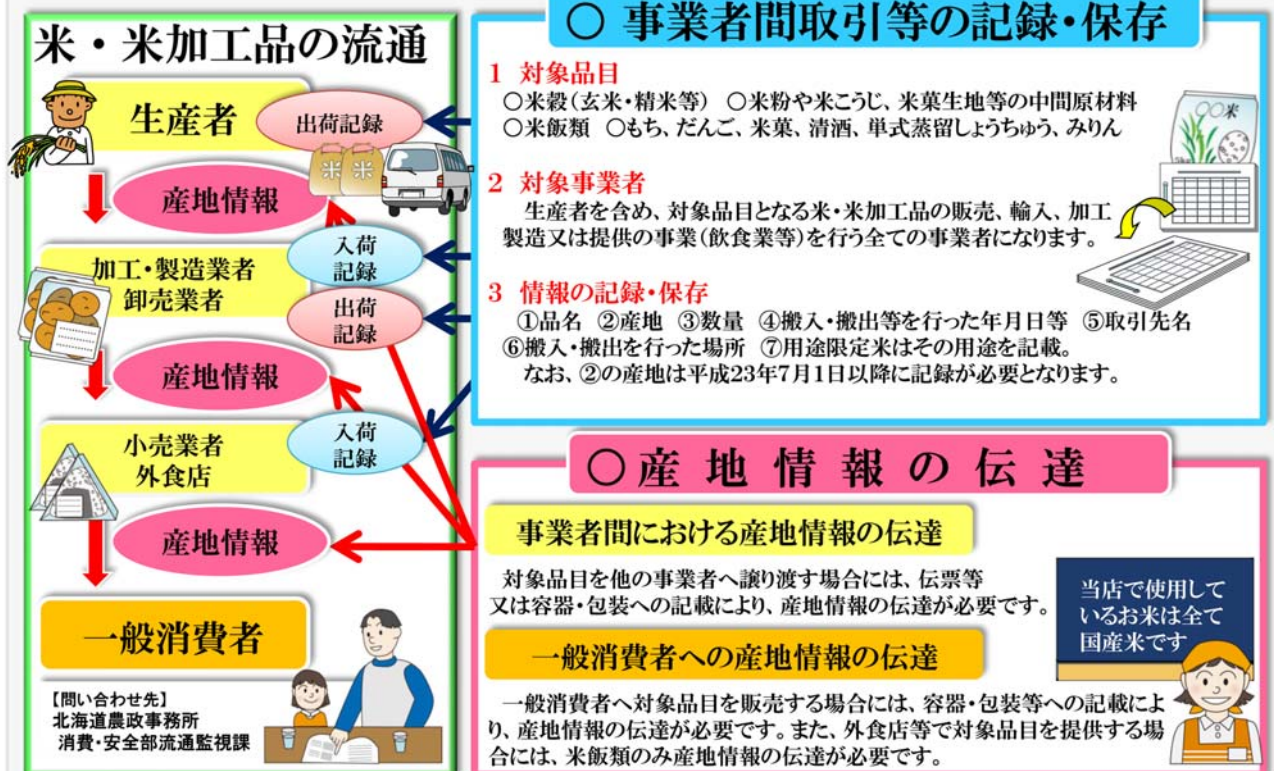 米・米加工品の流通
生産者
出荷記録
米 米
産地情報
入荷
記録
加工・製造業者
卸売業者
出荷
記録
産地情報
小売業者
外食店
入荷
記録
産地情報
一般消費者
【問い合わせ先】
北海道農政事務所
消費・安全部流通監視課
○ 事業者間取引等の記録・保存
1 対象品目
○米穀(玄米・精米等) ○米粉や米こうじ、米菓生地等の中間原材料
○米飯類 ○もち、だんご、米菓、清酒、単式蒸留しょうちゅう、みりん
○○米
2 対象事業者
生産者を含め、対象品目となる米・米加工品の販売、輸入、加工
製造又は提供の事業(飲食業等)を行う全ての事業者になります。
3 情報の記録・保存
①品名 ②産地 ③数量 ④搬入・搬出等を行った年月日等 ⑤取引先名
⑥搬入・搬出を行った場所 ⑦用途限定米はその用途を記載。
なお、②の産地は平成23年7月1日以降に記録が必要となります。
○産地情報の伝達
事業者間における産地情報の伝達
対象品目を他の事業者へ譲り渡す場合には、伝票等
又は容器・包装への記載により、産地情報の伝達が必要です。
当店で使用して
いるお米は全て
国産米です
一般消費者への産地情報の伝達
一般消費者へ対象品目を販売する場合には、容器・包装等への記載によ
り、産地情報の伝達が必要です。また、外食店等で対象品目を提供する場
合には、米飯類のみ産地情報の伝達が必要です。